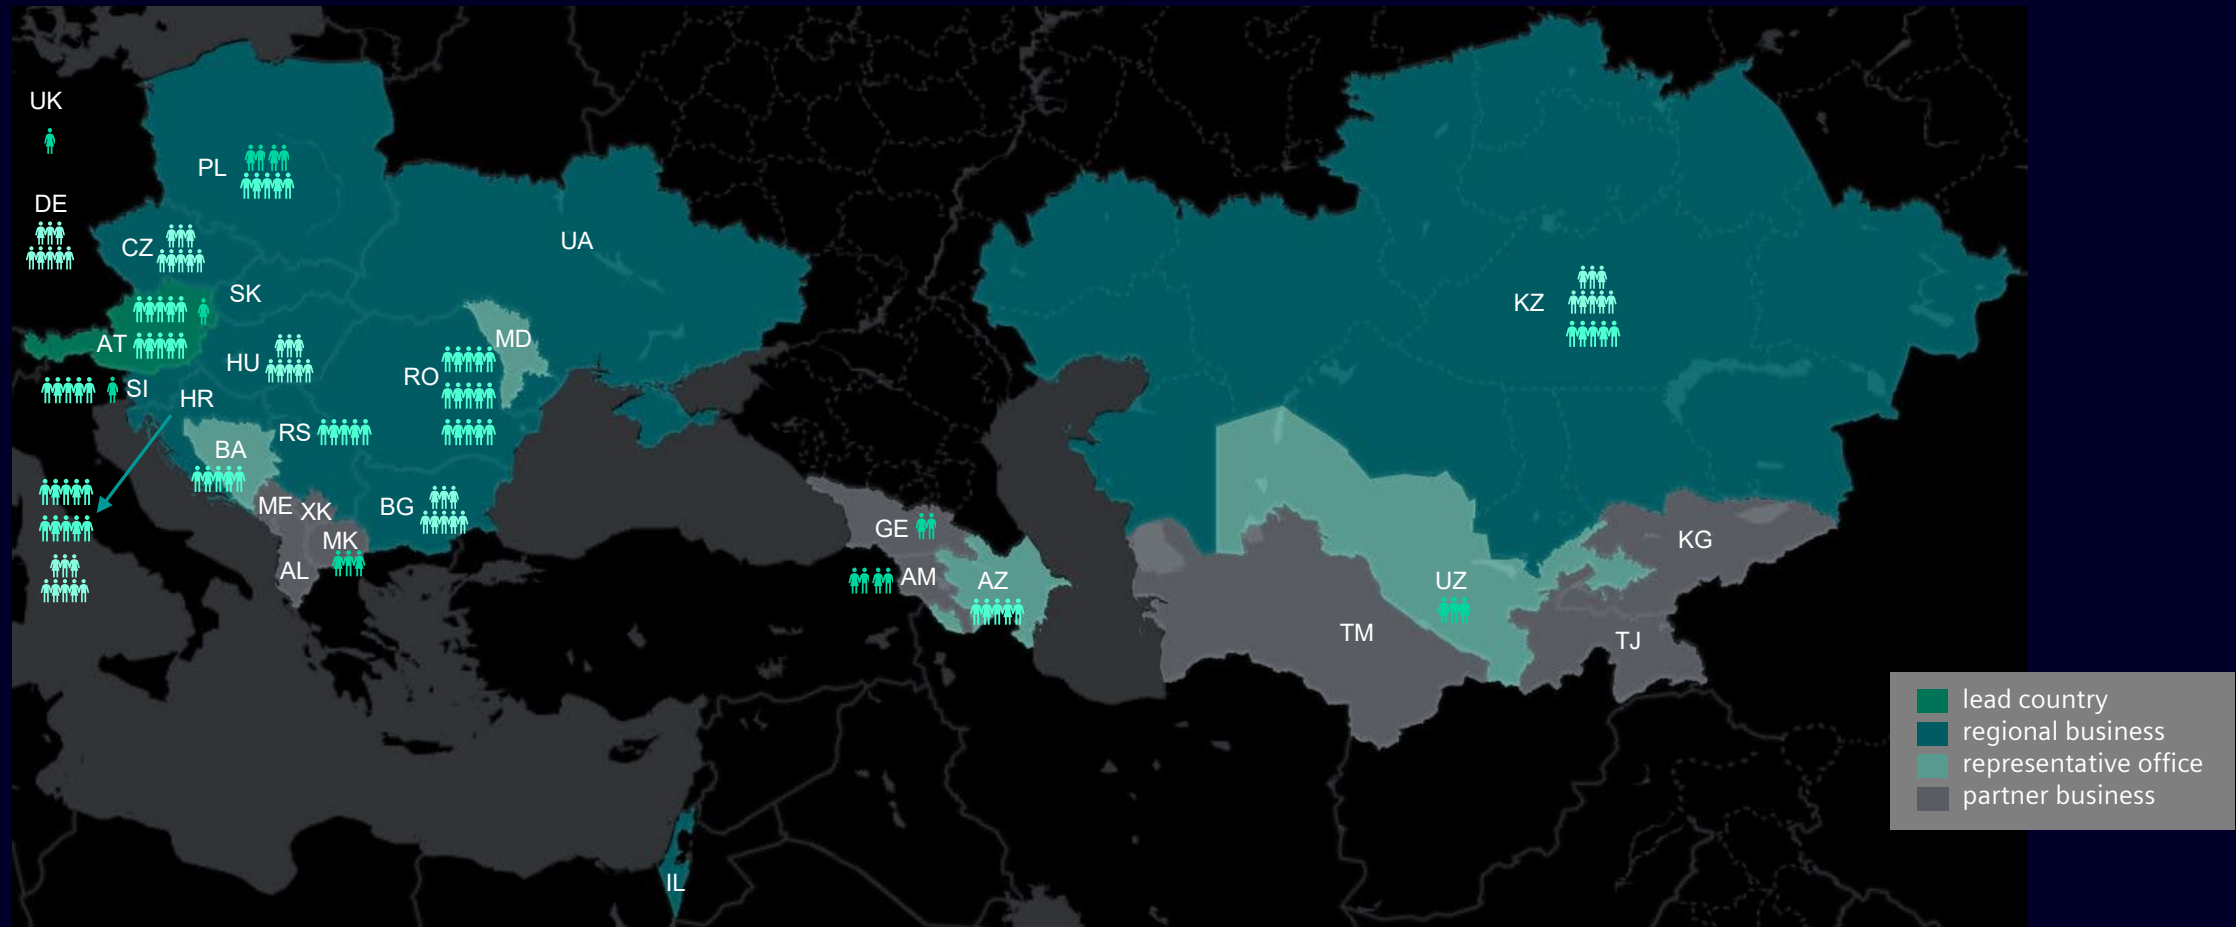 UK
PL
DE
CZ
UA
SK
KZ
MD
AT
HU
RO
SI
HR
RS
BA
ME
XK
BG
GE
MK
KG
AL
AM
AZ
UZ
TM
TJ
IL
lead country
regional business
representative office
partner business